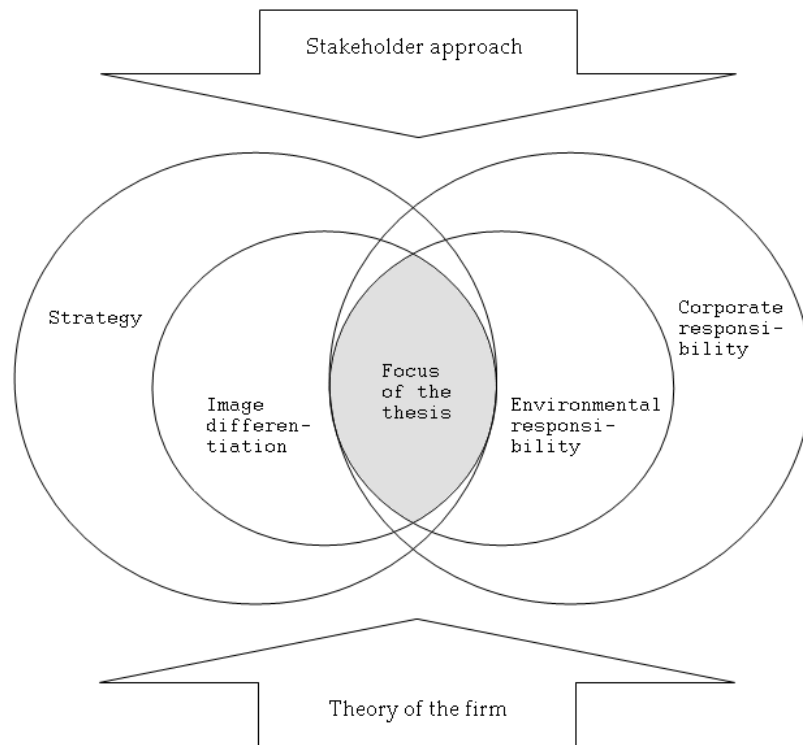 Stakeholder approach
Strategy
Corporate
responsi-
bility
Focus
of the
thesis
Image
differen-
tiation
Environmental
responsi-
bility
Theory of the firm